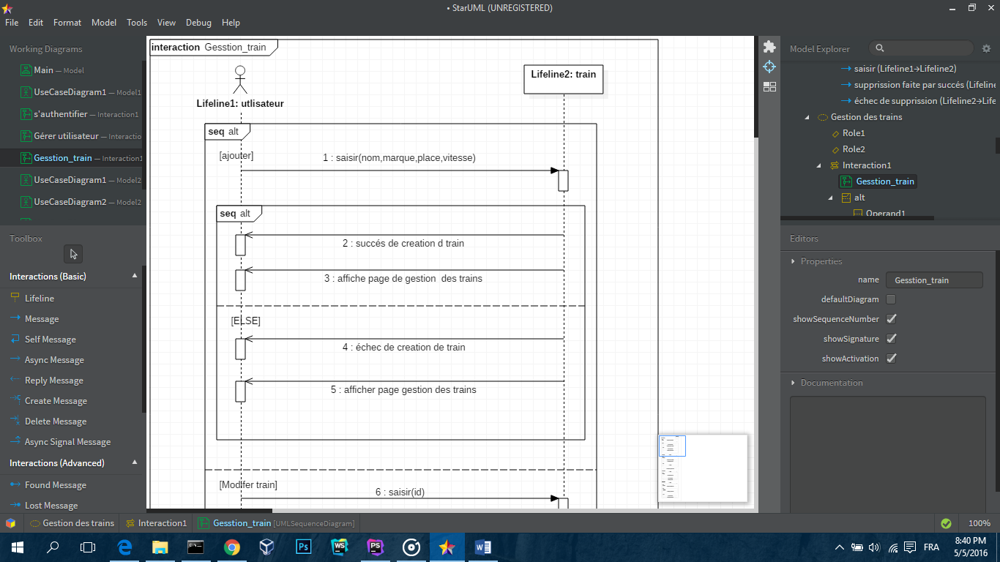 • StarUML (UNREGISTERED)
File Edit Format Model Tools View Debug Help
Working Diagrams
Main — Model
UseCaseDiagram1 — Model1
s'authentifier — Interaction1
Gérer utilisateur — Interactio
Gesstion_train — Interaction1
UseCaseDiagram1 — Model2
UseCaseDiagram2 — Model2
Toolbox
Interactions (Basic)
Lifeline
Message
Self Message
Async Message
Reply Message
Create Message
Delete Message
Async Signal Message
Interactions (Advanced)
Found Message
Lost Message
interaction Gesstion_train
Lifeline1: utlisateur
Lifeline2: train
seq alt
[ajouter]
1 : saisir(nom,marque,place,vitesse)
seq alt
2 : succés de creation d train
3 : affiche page de gestion  des trains
[ELSE]
4 : échec de creation de train
5 : afficher page gestion des trains
[Modifer train]
6 : saisir(id)
Model Explorer
saisir (Lifeline1→Lifeline2)
supprission faite par succés (Lifeline
échec de supression (Lifeline2→Life
Gestion des trains
Role1
Role2
Interaction1
Gesstion_train
alt
Operand1
Editors
Properties
name Gesstion_train
defaultDiagram
showSequenceNumber
showSignature
showActivation
Documentation
Gestion des trains Interaction1 Gesstion_train [UMLSequenceDiagram] 100%
Ps WS PS W FRA 8:40 PM
5/5/2016